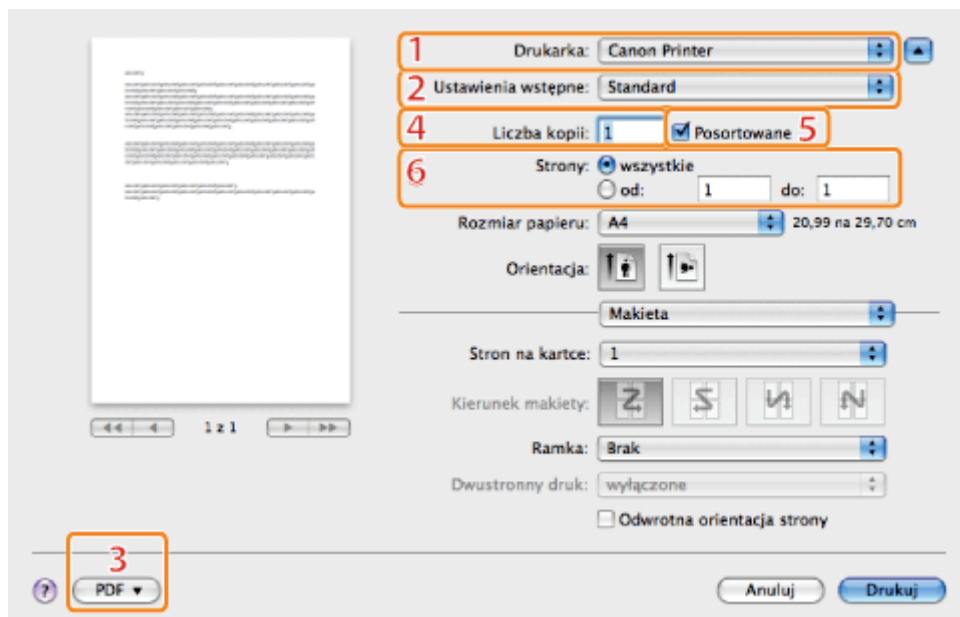 1 Drukarka: Canon Printer
2 Ustawienia wstępne: Standard
4 Liczba kopii: 1 Posortowane 5
6 Strony: wszystkie
od: 1 do: 1
Rozmiar papieru: A4 20,99 na 29,70 cm
Orientacja:
Makieta
Stron na kartce: 1
Kierunek makiety:
1 z 1
Ramka: Brak
Dwustronny druk: wyłączone
Odwrotna orientacja strony
3
? PDF Anuluj Drukuj